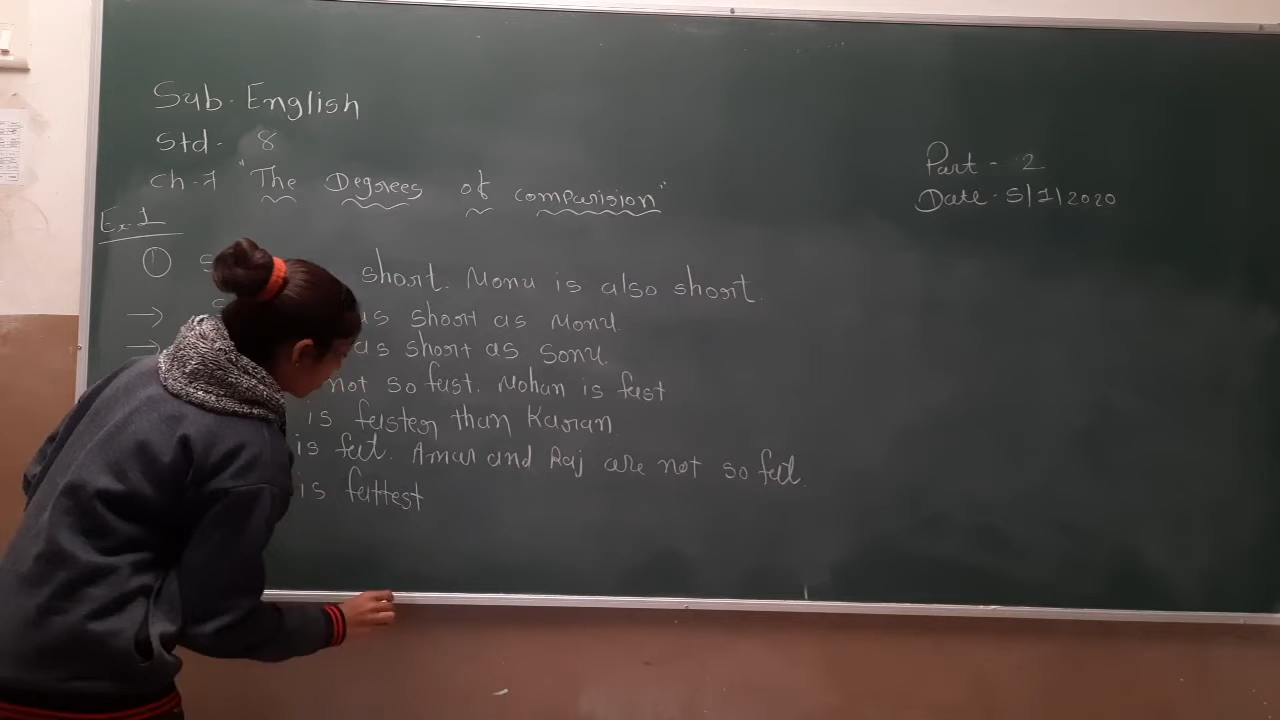 Sub. English
Std - 8
Ch-7 "The Degrees of comparision"
Part - 2
Date - 5/1/2020
Ex-1
① short. Monu is also short.
→ as short as Monu.
→ as short as Sonu.
not so fast. Mohan is fast
is faster than Karan.
is fat. Amar and Raj are not so fat.
is fattest